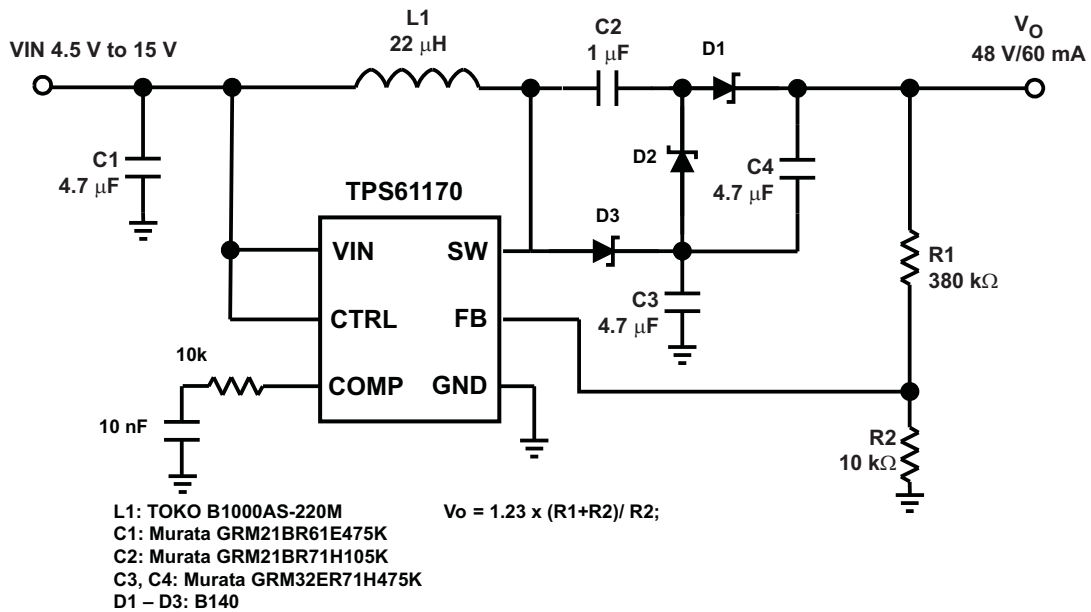 VIN 4.5 V to 15 V
L1
22 μH
C2
1 μF
D1
VO
48 V/60 mA
C1
4.7 μF
D2
C4
4.7 μF
TPS61170
D3
VIN
SW
R1
380 kΩ
C3
4.7 μF
CTRL
FB
10k
COMP
GND
10 nF
R2
10 kΩ
L1: TOKO B1000AS-220M
Vo = 1.23 x (R1+R2)/ R2;
C1: Murata GRM21BR61E475K
C2: Murata GRM21BR71H105K
C3, C4: Murata GRM32ER71H475K
D1 – D3: B140